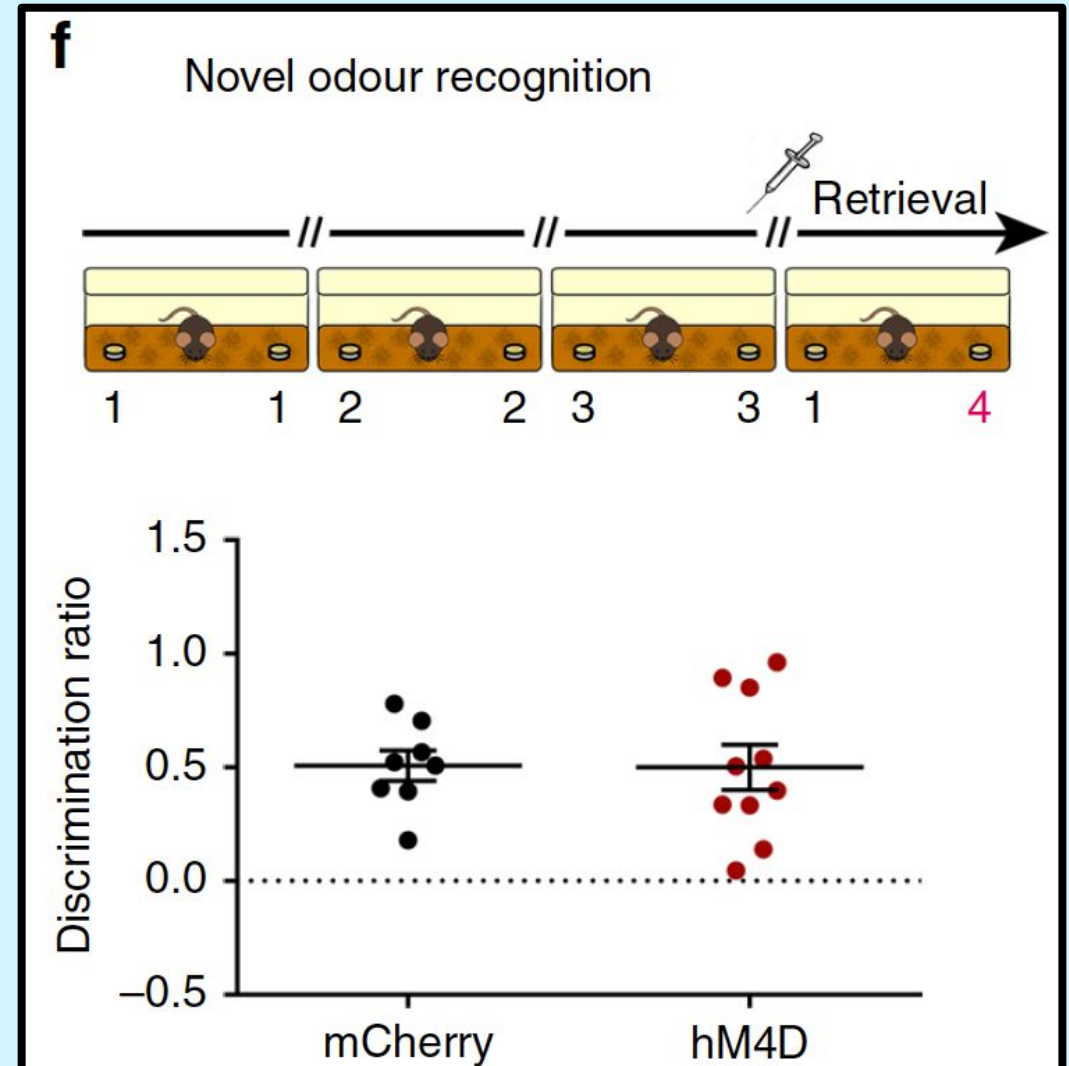 f
Novel odour recognition
Retrieval
1 1 2 2 3 3 1 4
1.5
1.0
0.5
0.0
–0.5
Discrimination ratio
mCherry hM4D